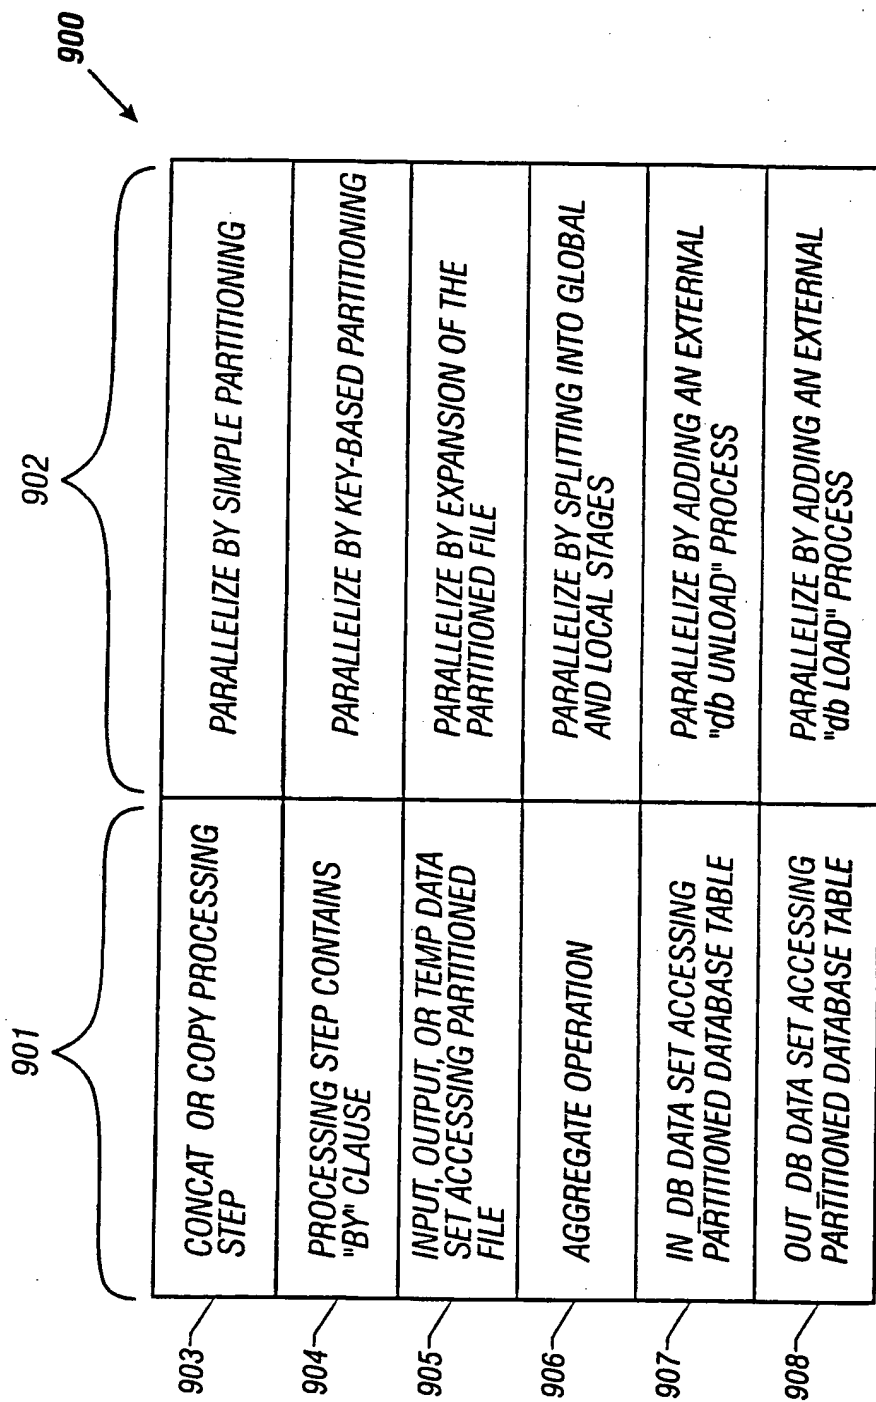 900
901
902
903
CONCAT OR COPY PROCESSING
STEP
PARALLELIZE BY SIMPLE PARTITIONING
904
PROCESSING STEP CONTAINS
"BY" CLAUSE
PARALLELIZE BY KEY-BASED PARTITIONING
905
INPUT, OUTPUT, OR TEMP DATA
SET ACCESSING PARTITIONED
FILE
PARALLELIZE BY EXPANSION OF THE
PARTITIONED FILE
906
AGGREGATE OPERATION
PARALLELIZE BY SPLITTING INTO GLOBAL
AND LOCAL STAGES
907
IN_DB DATA SET ACCESSING
PARTITIONED DATABASE TABLE
PARALLELIZE BY ADDING AN EXTERNAL
"db UNLOAD" PROCESS
908
OUT_DB DATA SET ACCESSING
PARTITIONED DATABASE TABLE
PARALLELIZE BY ADDING AN EXTERNAL
"db LOAD" PROCESS